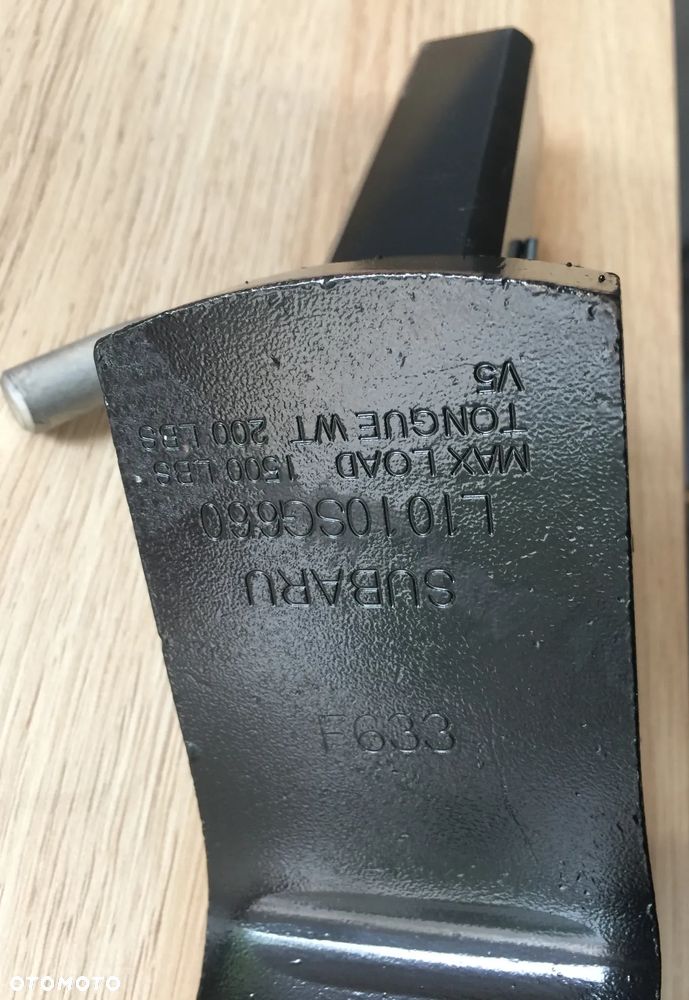 SUBARU
L1010SG660
MAX LOAD 1500 LBS
TONGUE WT 200 LBS
V5
F633
OTOMOTO